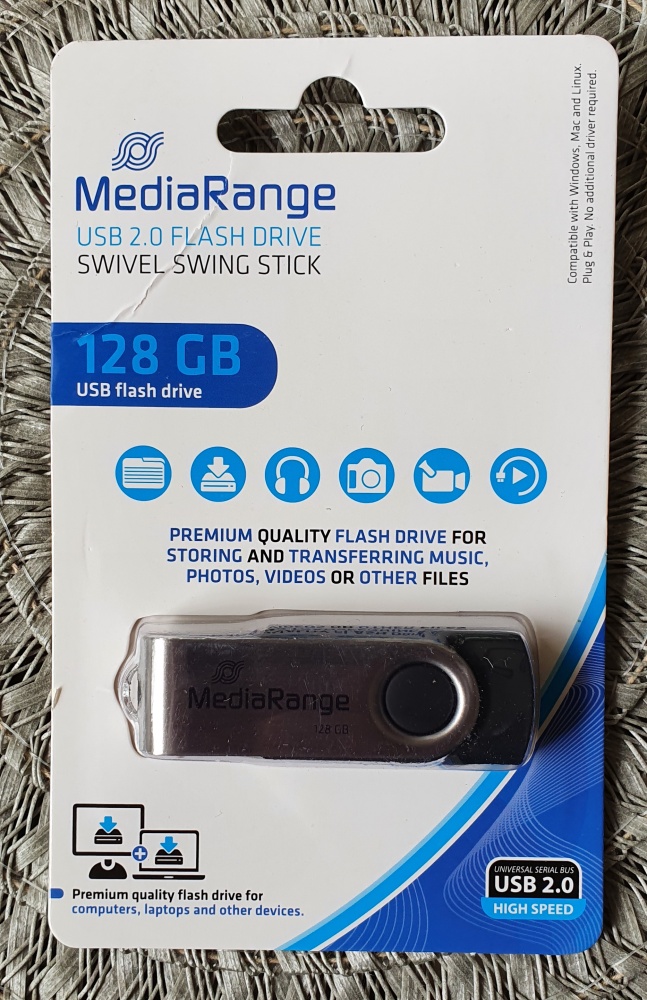 Compatible with Windows, Mac and Linux.
Plug & Play. No additional driver required.
MediaRange
USB 2.0 FLASH DRIVE
SWIVEL SWING STICK
128 GB
USB flash drive
PREMIUM QUALITY FLASH DRIVE FOR
STORING AND TRANSFERRING MUSIC,
PHOTOS, VIDEOS OR OTHER FILES
MediaRange
128 GB
Premium quality flash drive for
computers, laptops and other devices.
UNIVERSAL SERIAL BUS
USB 2.0
HIGH SPEED